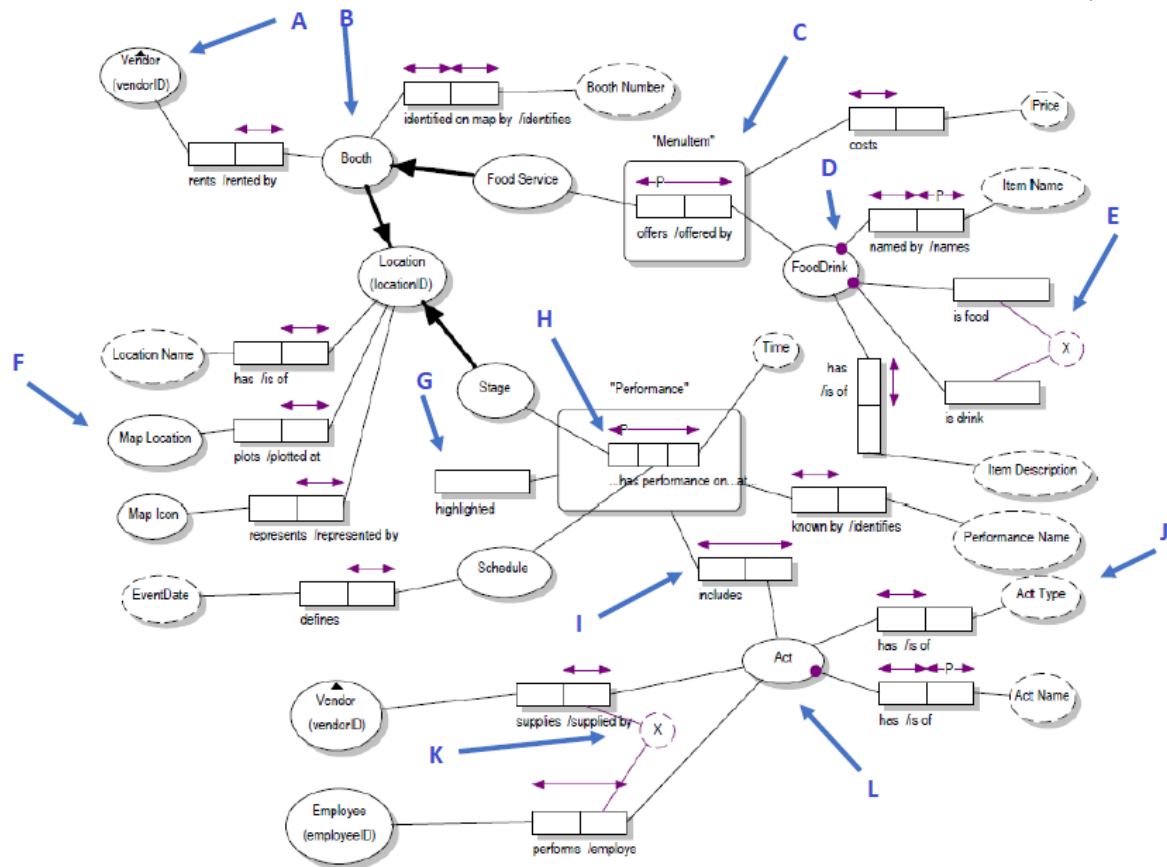 A
B
C
Vendor
(vendorID)
Booth Number
identified on map by /identifies
Price
costs
"MenuItem"
D
Booth
rents /rented by
Food Service
P
offers /offered by
Item Name
P
named by /names
E
FoodDrink
is food
X
is drink
Location
(locationID)
H
Time
has
/is of
Location Name
has /is of
G
Stage
"Performance"
F
Map Location
plots /plotted at
P
...has performance on...at...
Item Description
highlighted
known by /identifies
Map Icon
represents /represented by
Performance Name
J
EventDate
defines
Schedule
I
includes
Act Type
has /is of
Act
P
has /is of
Act Name
Vendor
(vendorID)
supplies /supplied by
X
K
L
Employee
(employeeID)
performs /employs